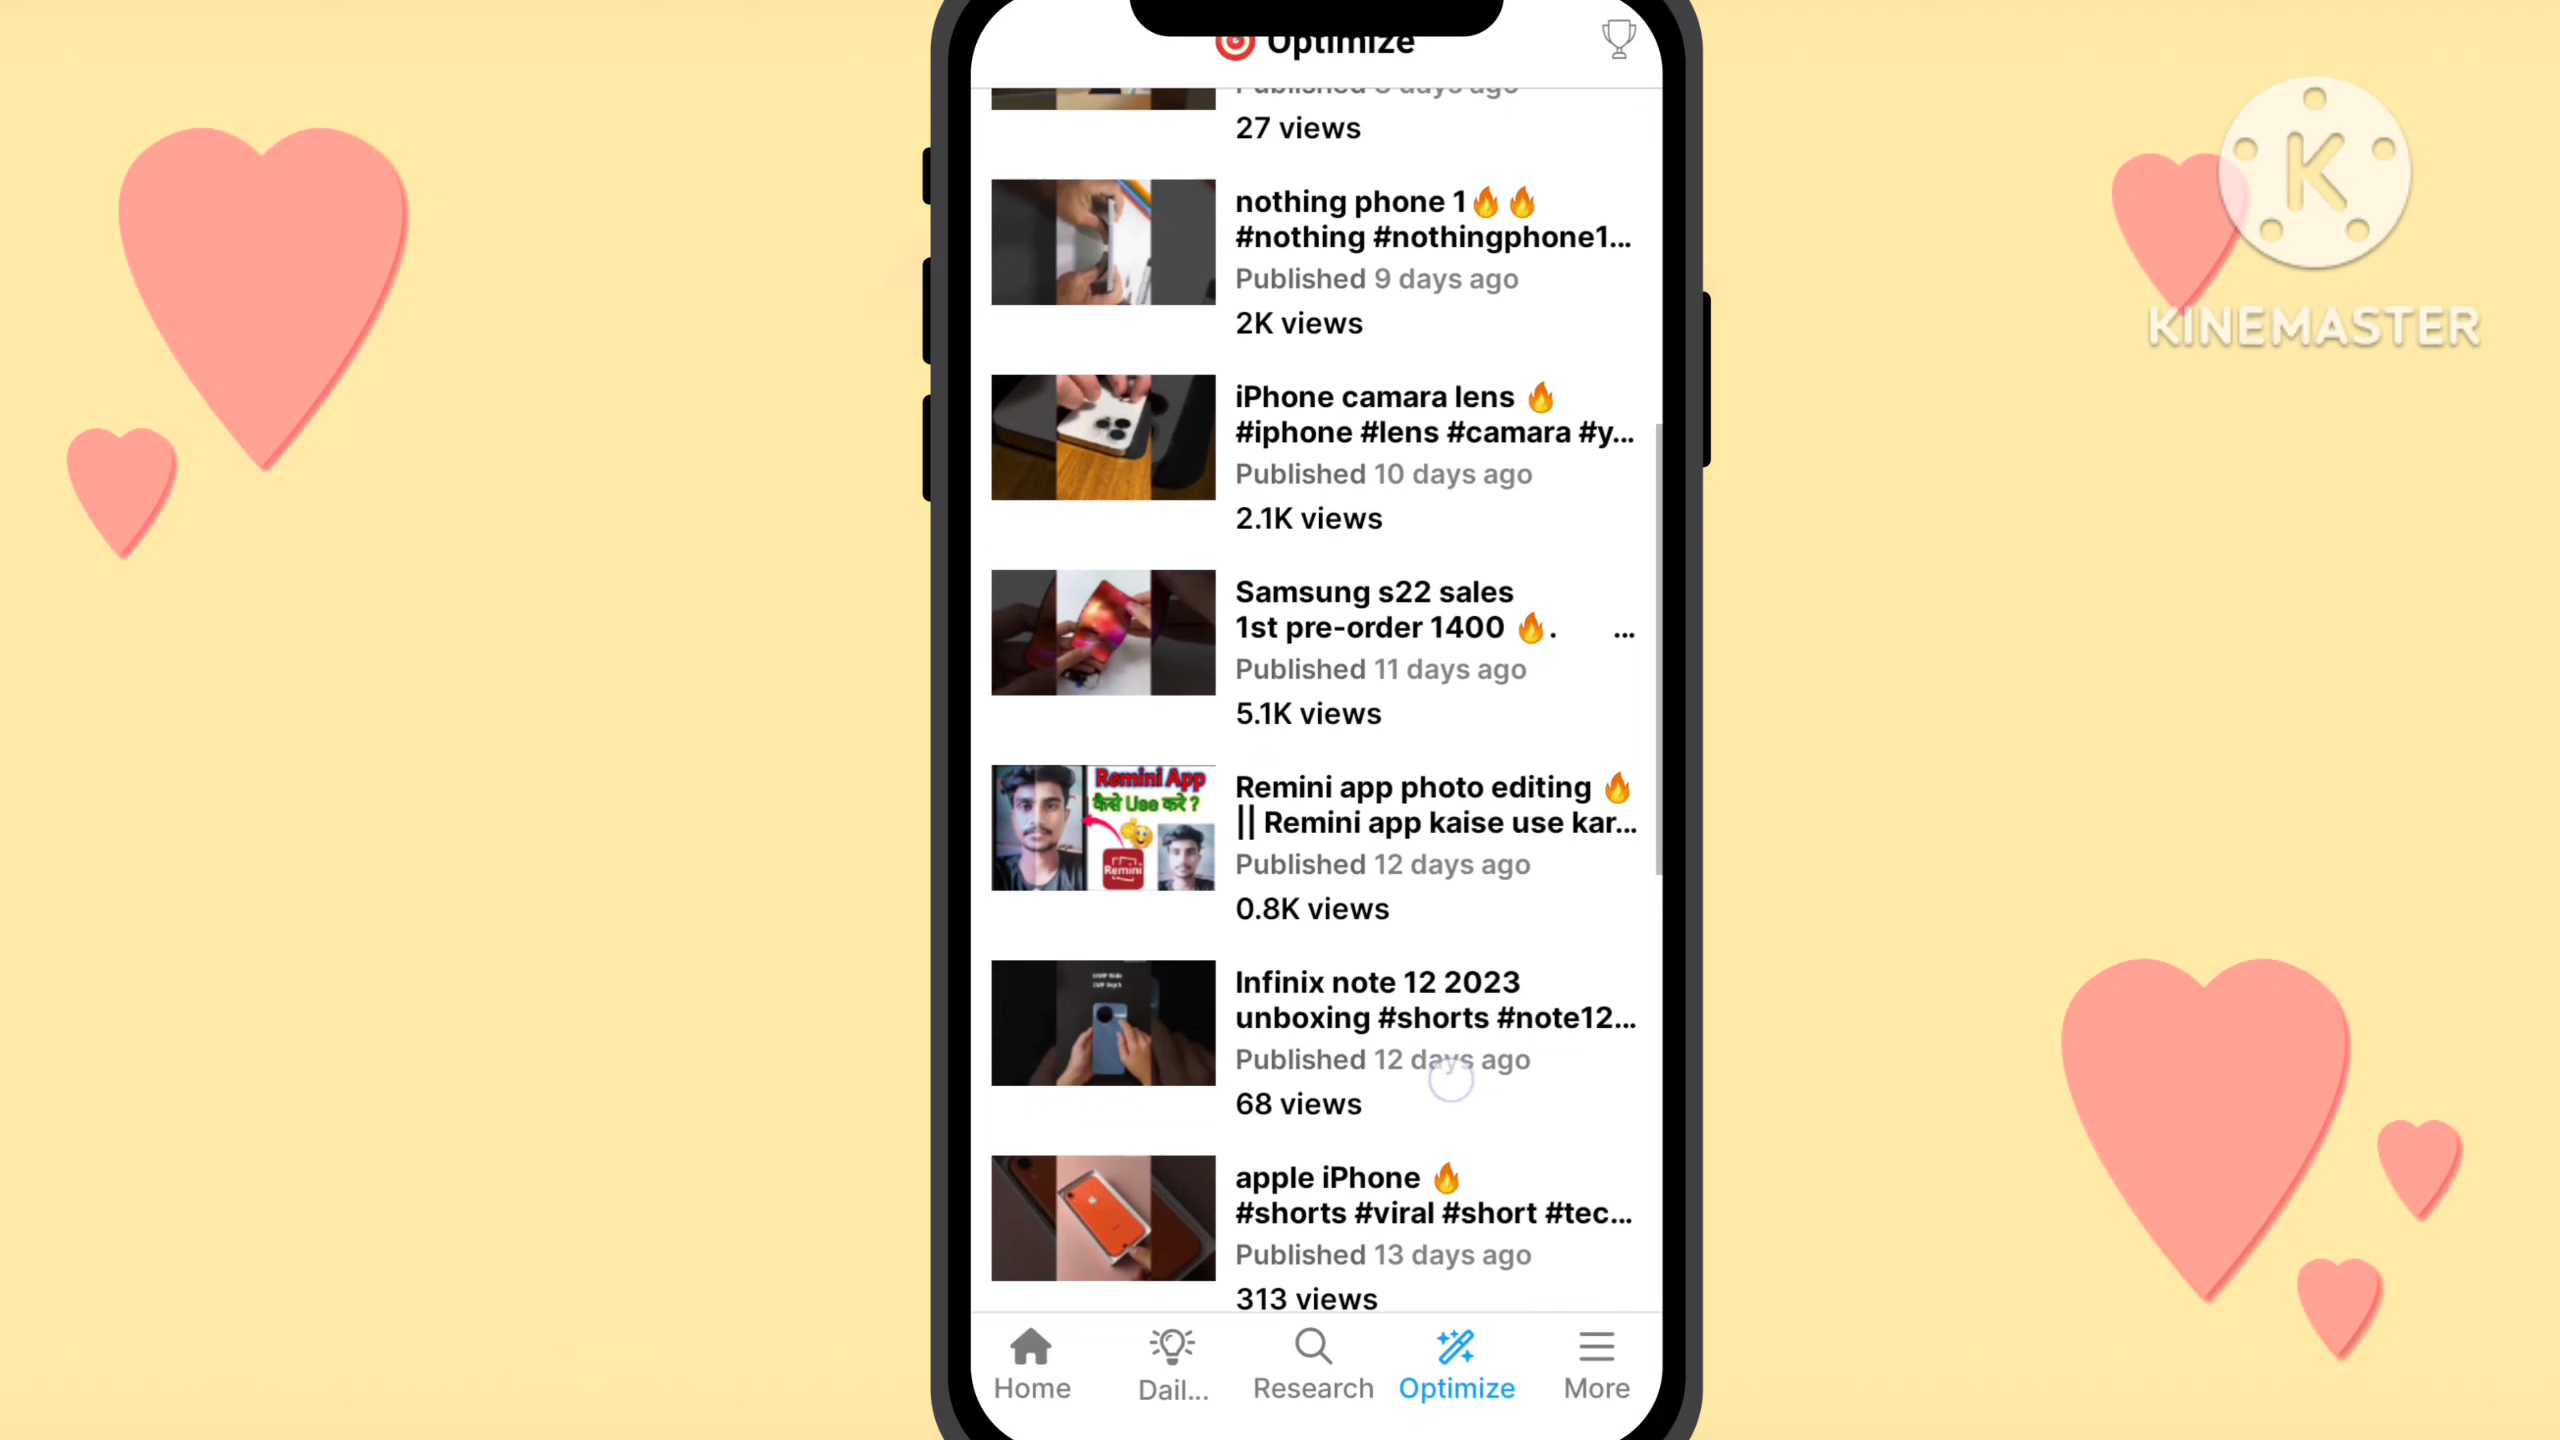 Optimize
27 views
nothing phone 1🔥🔥
#nothing #nothingphone1...
Published 9 days ago
2K views
iPhone camara lens 🔥
#iphone #lens #camara #y...
Published 10 days ago
2.1K views
Samsung s22 sales
1st pre-order 1400 🔥. ...
Published 11 days ago
5.1K views
Remini App
कैसे Use करे ?
Remini
Remini app photo editing 🔥
|| Remini app kaise use kar...
Published 12 days ago
0.8K views
Infinix note 12 2023
unboxing #shorts #note12...
Published 12 days ago
68 views
apple iPhone 🔥
#shorts #viral #short #tec...
Published 13 days ago
313 views
Home
Dail...
Research
Optimize
More
K
KINEMASTER